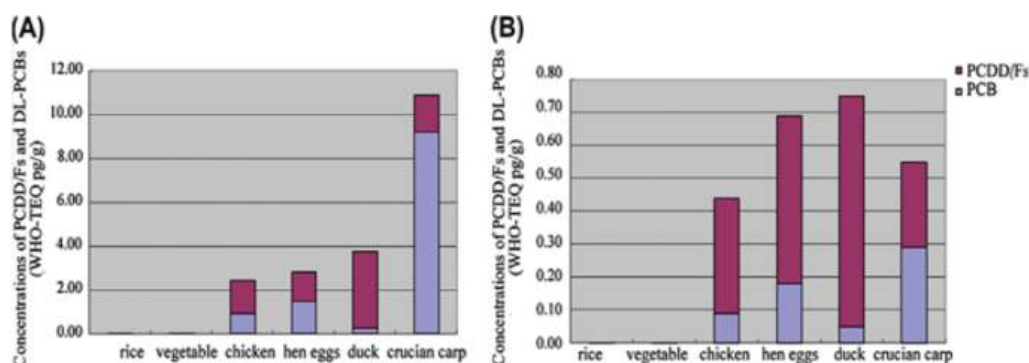 (A)
Concentrations of PCDD/Fs and DL-PCBs
(WHO-TEQ pg/g)
12.00
10.00
8.00
6.00
4.00
2.00
0.00
rice vegetable chicken hen eggs duck crucian carp
(B)
Concentrations of PCDD/Fs and DL-PCBs
(WHO-TEQ pg/g)
0.80
0.70
0.60
0.50
0.40
0.30
0.20
0.10
0.00
rice vegetable chicken hen eggs duck crucian carp
PCDD/Fs
PCB